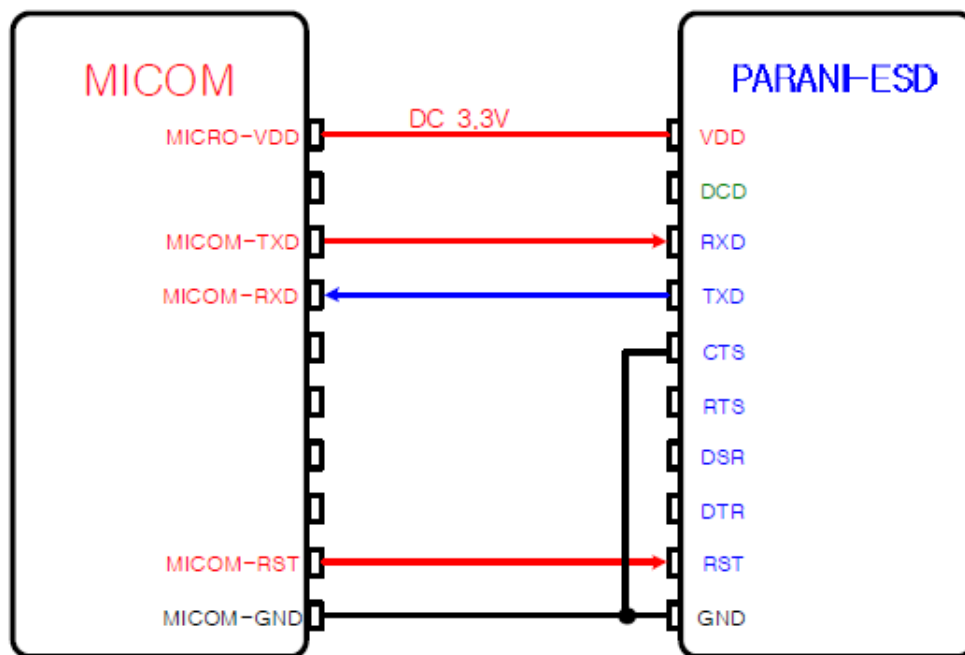 MICOM
PARANI-ESD
DC 3.3V
MICRO-VDD
VDD
DCD
MICOM-TXD
RXD
MICOM-RXD
TXD
CTS
RTS
DSR
DTR
MICOM-RST
RST
MICOM-GND
GND